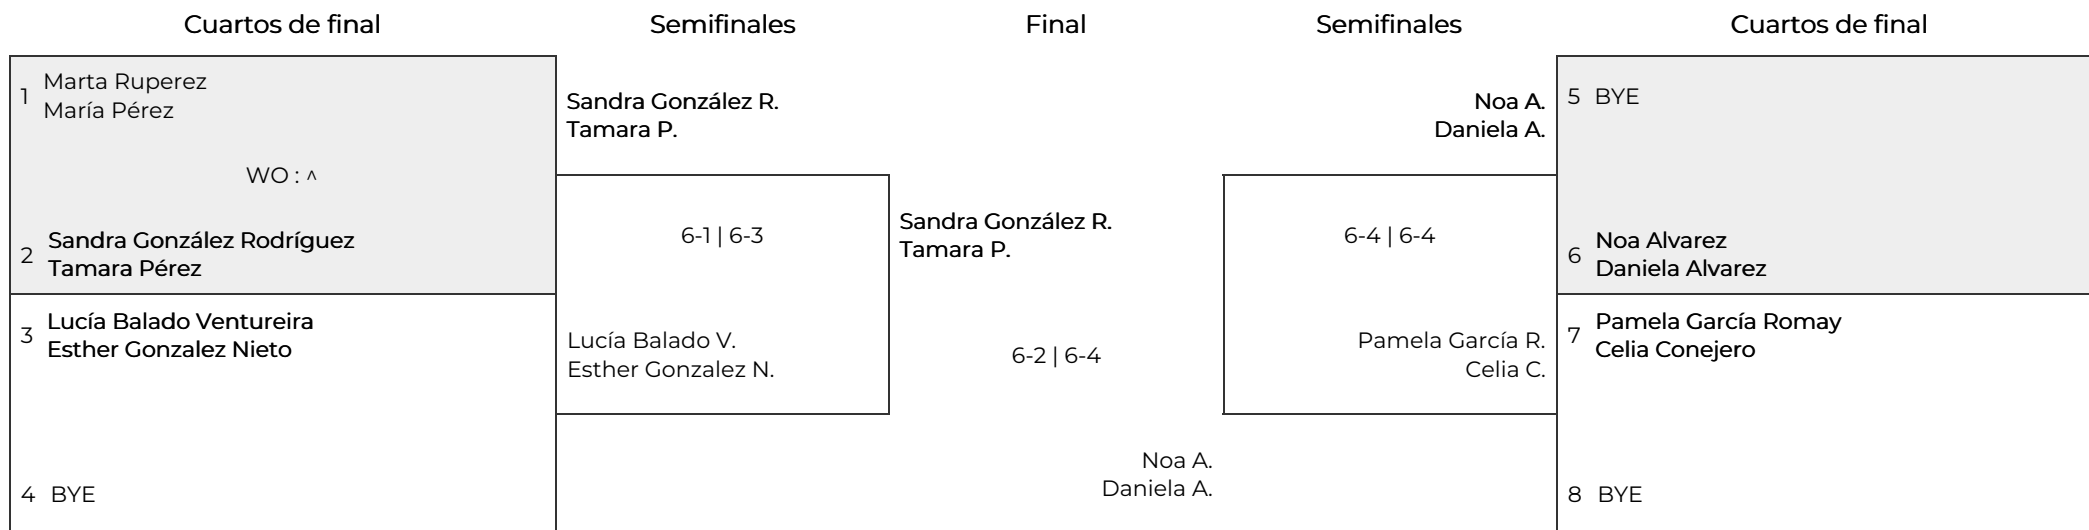 Cuartos de final
Semifinales
Final
Semifinales
Cuartos de final
1
Marta Ruperez
María Pérez
WO : ^
2
Sandra González Rodríguez
Tamara Pérez
3
Lucía Balado Ventureira
Esther Gonzalez Nieto
4 BYE
Sandra González R.
Tamara P.
6-1 | 6-3
Lucía Balado V.
Esther Gonzalez N.
Sandra González R.
Tamara P.
6-2 | 6-4
Noa A.
Daniela A.
Noa A.
Daniela A.
6-4 | 6-4
Pamela García R.
Celia C.
5 BYE
6
Noa Alvarez
Daniela Alvarez
7
Pamela García Romay
Celia Conejero
8 BYE